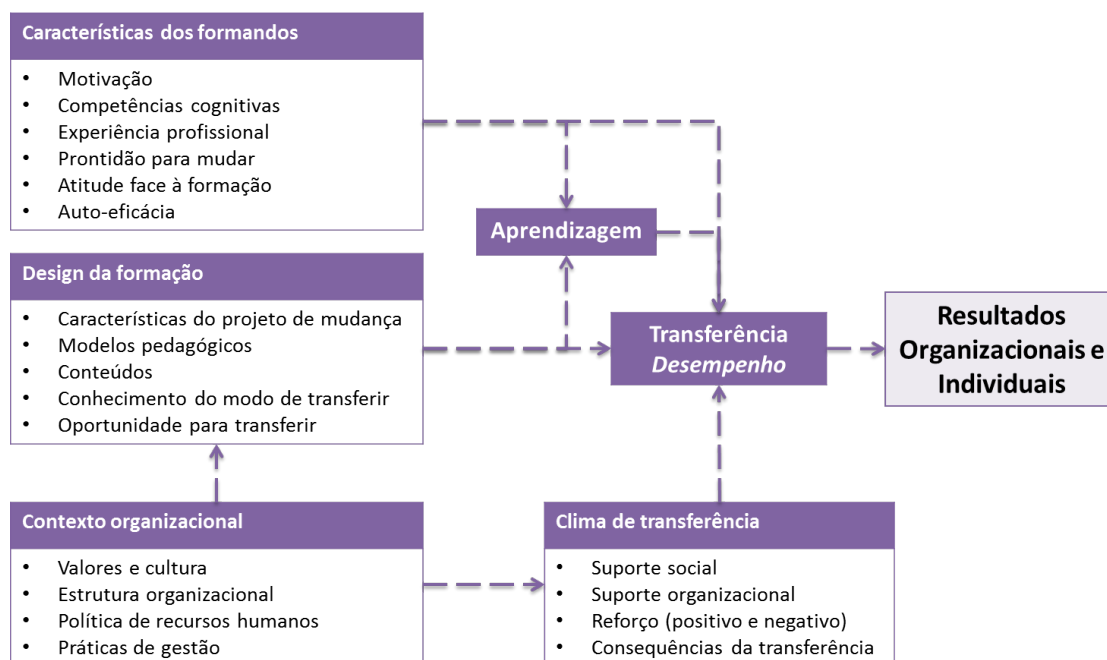 Características dos formandos
• Motivação
• Competências cognitivas
• Experiência profissional
• Prontidão para mudar
• Atitude face à formação
• Auto-eficácia
Aprendizagem
Design da formação
• Características do projeto de mudança
• Modelos pedagógicos
• Conteúdos
• Conhecimento do modo de transferir
• Oportunidade para transferir
Transferência
Desempenho
Resultados
Organizacionais e
Individuais
Contexto organizacional
• Valores e cultura
• Estrutura organizacional
• Política de recursos humanos
• Práticas de gestão
Clima de transferência
• Suporte social
• Suporte organizacional
• Reforço (positivo e negativo)
• Consequências da transferência